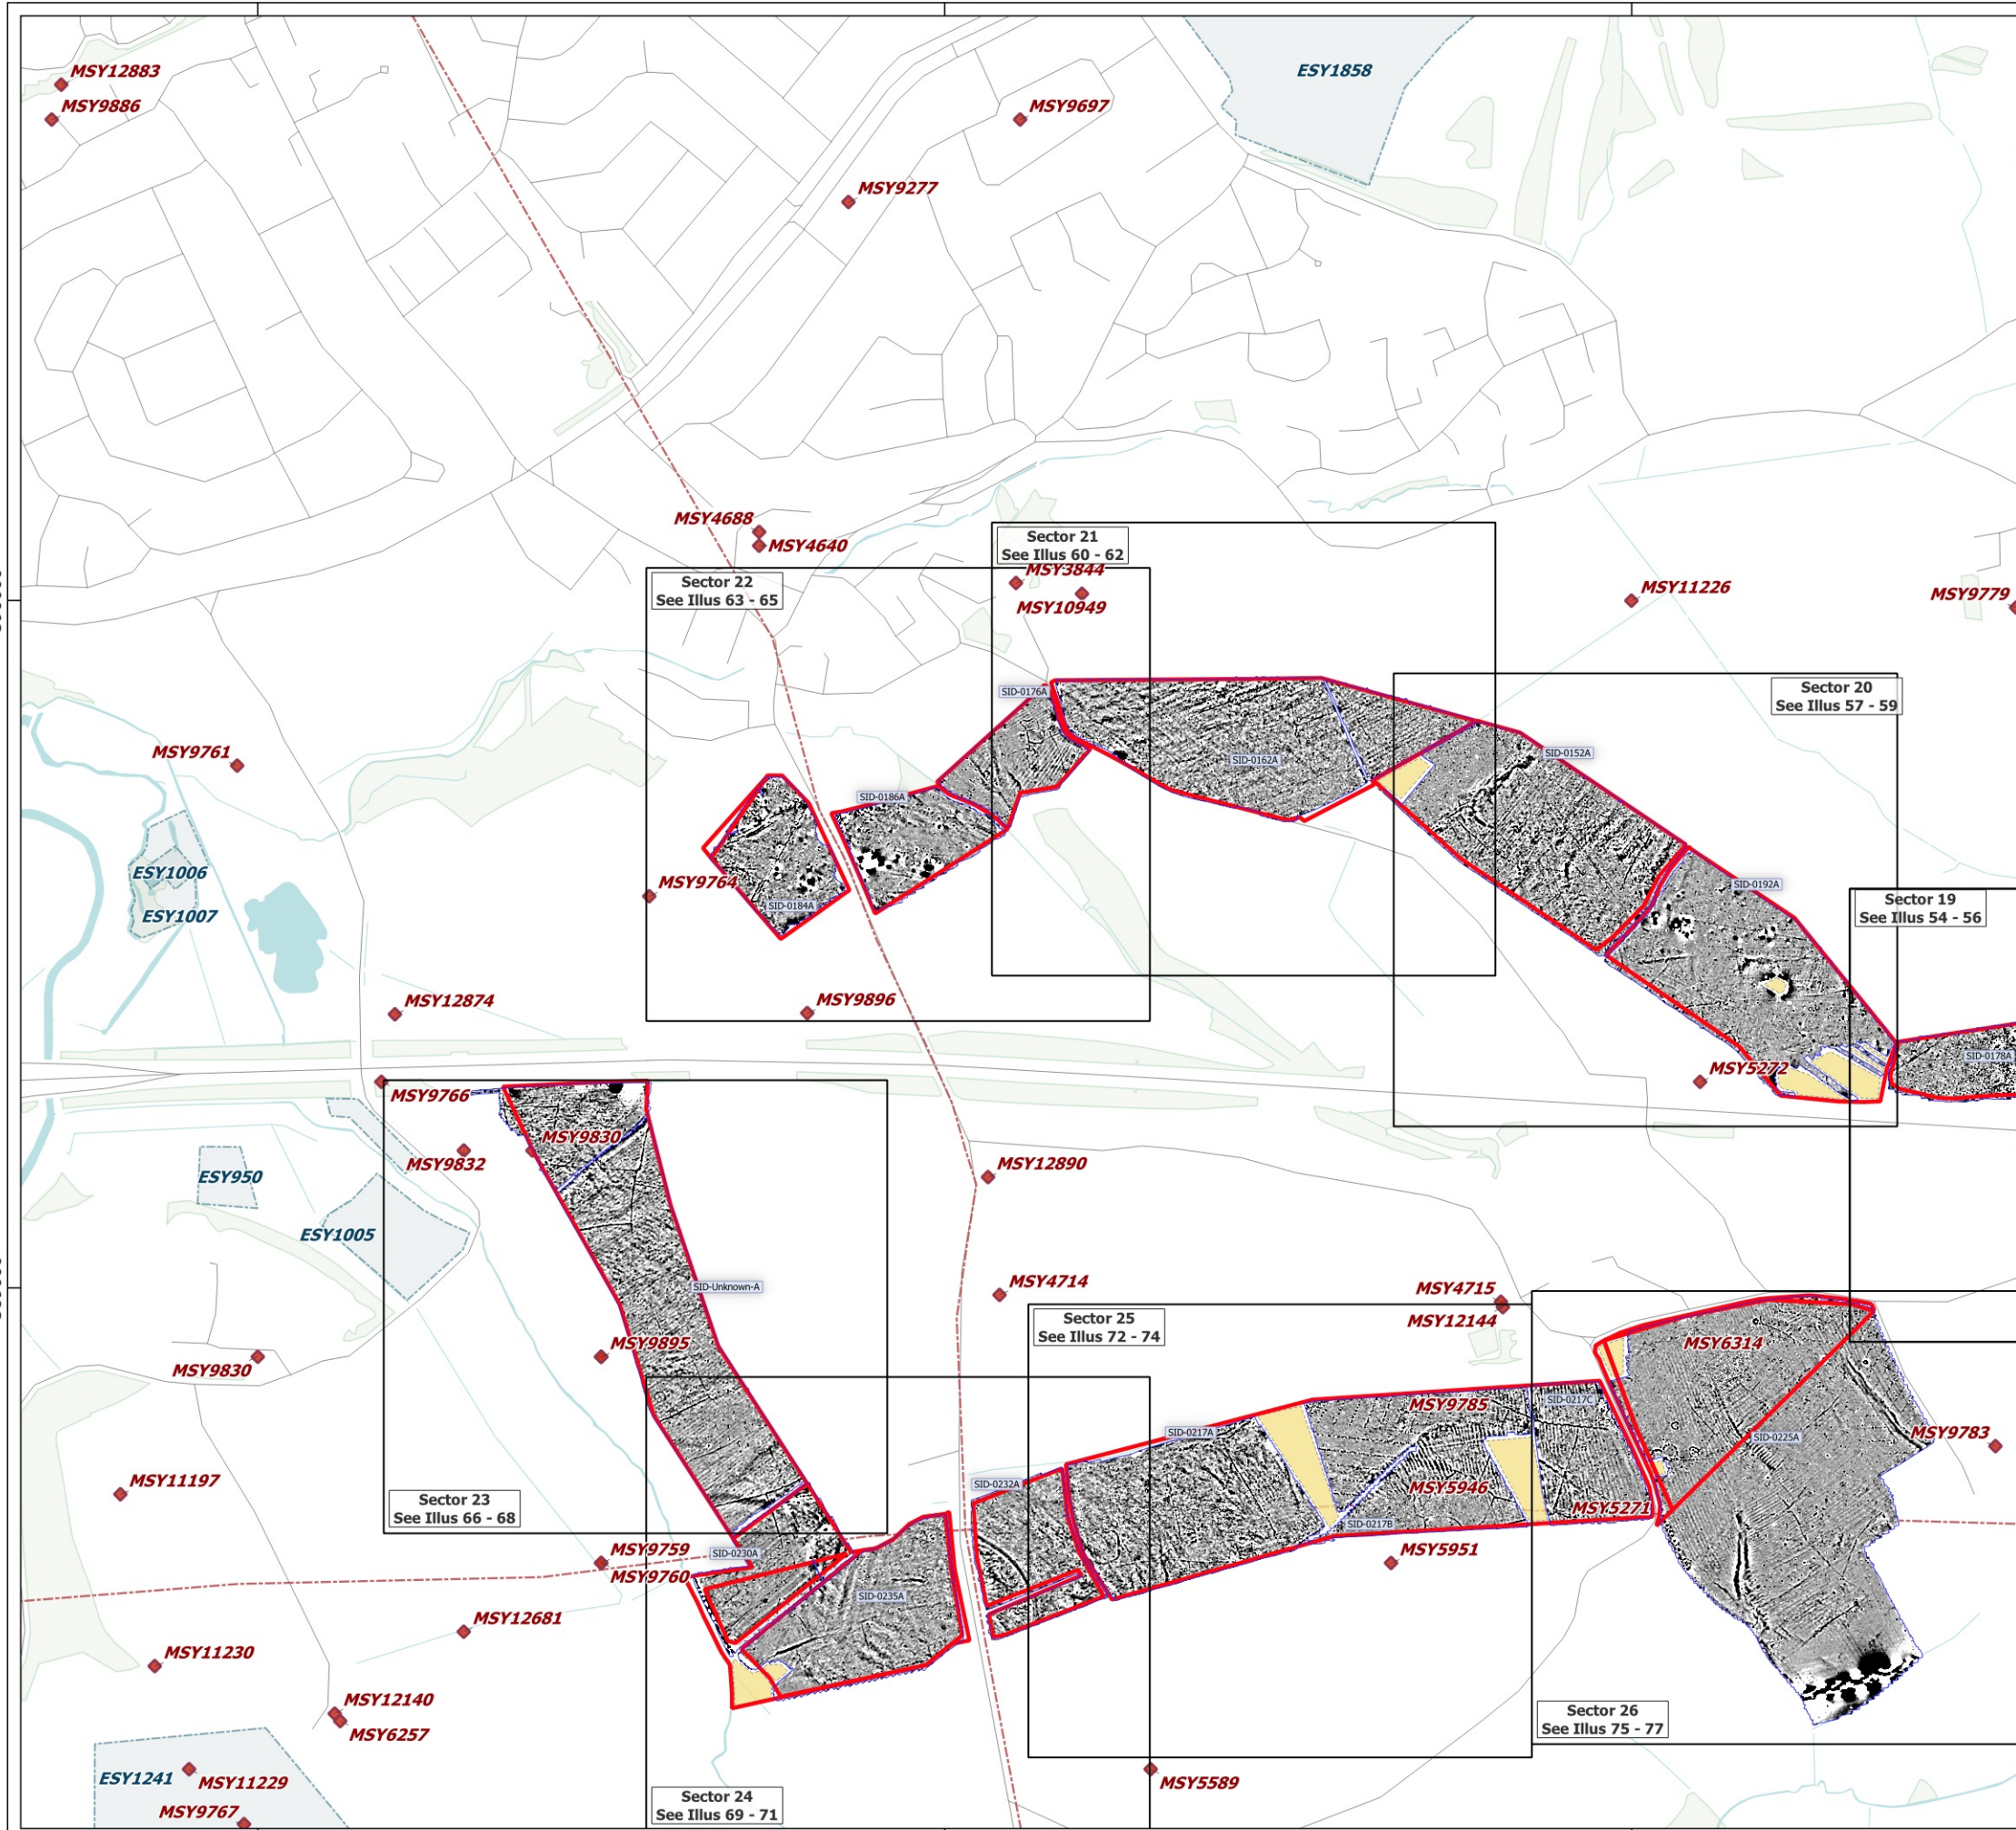 MSY12883
ESY1858
MSY9886
MSY9697
MSY9277
MSY4688
MSY4640
Sector 21
See Illus 60 - 62
MSY3844
MSY10949
Sector 22
See Illus 63 - 65
MSY11226
MSY9779
SID-0176A
Sector 20
See Illus 57 - 59
MSY9761
SID-0162A
SID-0152A
SID-0186A
ESY1006
MSY9764
SID-0184A
ESY1007
SID-0192A
Sector 19
See Illus 54 - 56
MSY12874
MSY9896
SID-0178A
MSY5272
MSY9766
MSY9830
MSY9832
MSY12890
ESY950
ESY1005
SID-Unknown-A
MSY4714
MSY4715
MSY12144
Sector 25
See Illus 72 - 74
MSY9895
MSY6314
MSY9830
MSY9785
SID-0217C
SID-0217A
SID-0225A
MSY9783
MSY11197
SID-0232A
MSY5946
Sector 23
See Illus 66 - 68
MSY5271
SID-0217B
MSY9759
SID-0230A
MSY5951
MSY9760
SID-0235A
MSY12681
MSY11230
MSY12140
MSY6257
Sector 26
See Illus 75 - 77
ESY1241
MSY11229
MSY5589
MSY9767
Sector 24
See Illus 69 - 71